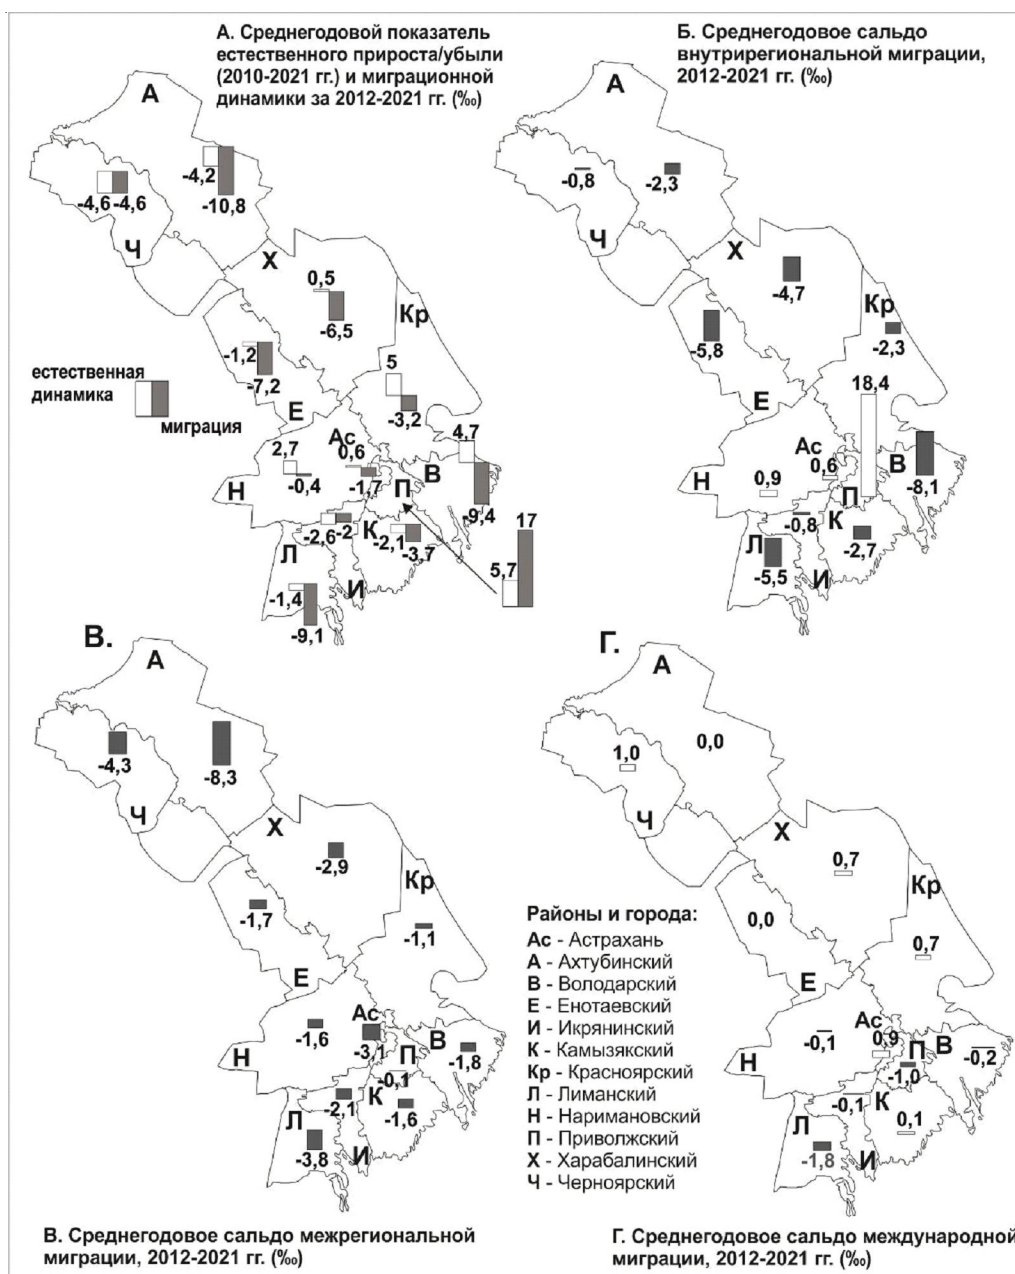 А. Среднегодовой показатель
естественного прироста/убыли
(2010-2021 гг.) и миграционной
динамики за 2012-2021 гг. (‰)
А
-4,2
-10,8
-4,6 -4,6
Ч
Х
0,5
-6,5
Кр
-1,2
-7,2
5
-3,2
естественная
динамика
миграция
Е
Ас
0,6
-1,7
4,7
В
-9,4
2,7
-0,4
Н
П
К
-2,6 -2
-2,1
-3,7
Л
И
17
5,7
-1,4
-9,1
Б. Среднегодовое сальдо
внутрирегиональной миграции,
2012-2021 гг. (‰)
А
-0,8
-2,3
Ч
Х
-4,7
Кр
-2,3
-5,8
18,4
Е
Ас
0,6
В
-8,1
Н
0,9
П
-0,8
К
-2,7
Л
-5,5
И
В.
А
-4,3
-8,3
Ч
Х
-2,9
Кр
-1,7
-1,1
Е
Ас
-3,1
-1,6
В
-1,8
Н
П
-0,1
-2,1
К
-1,6
Л
-3,8
И
В. Среднегодовое сальдо межрегиональной
миграции, 2012-2021 гг. (‰)
Г.
А
0,0
1,0
Ч
Х
0,7
Кр
0,0
0,7
Е
Ас
0,9
-0,1
В
-0,2
Н
П
-1,0
-0,1
К
0,1
Л
-1,8
И
Районы и города:
Ас - Астрахань
А - Ахтубинский
В - Володарский
Е - Енотаевский
И - Икрянинский
К - Камызякский
Кр - Красноярский
Л - Лиманский
Н - Наримановский
П - Приволжский
Х - Харабалинский
Ч - Черноярский
Г. Среднегодовое сальдо международной
миграции, 2012-2021 гг. (‰)